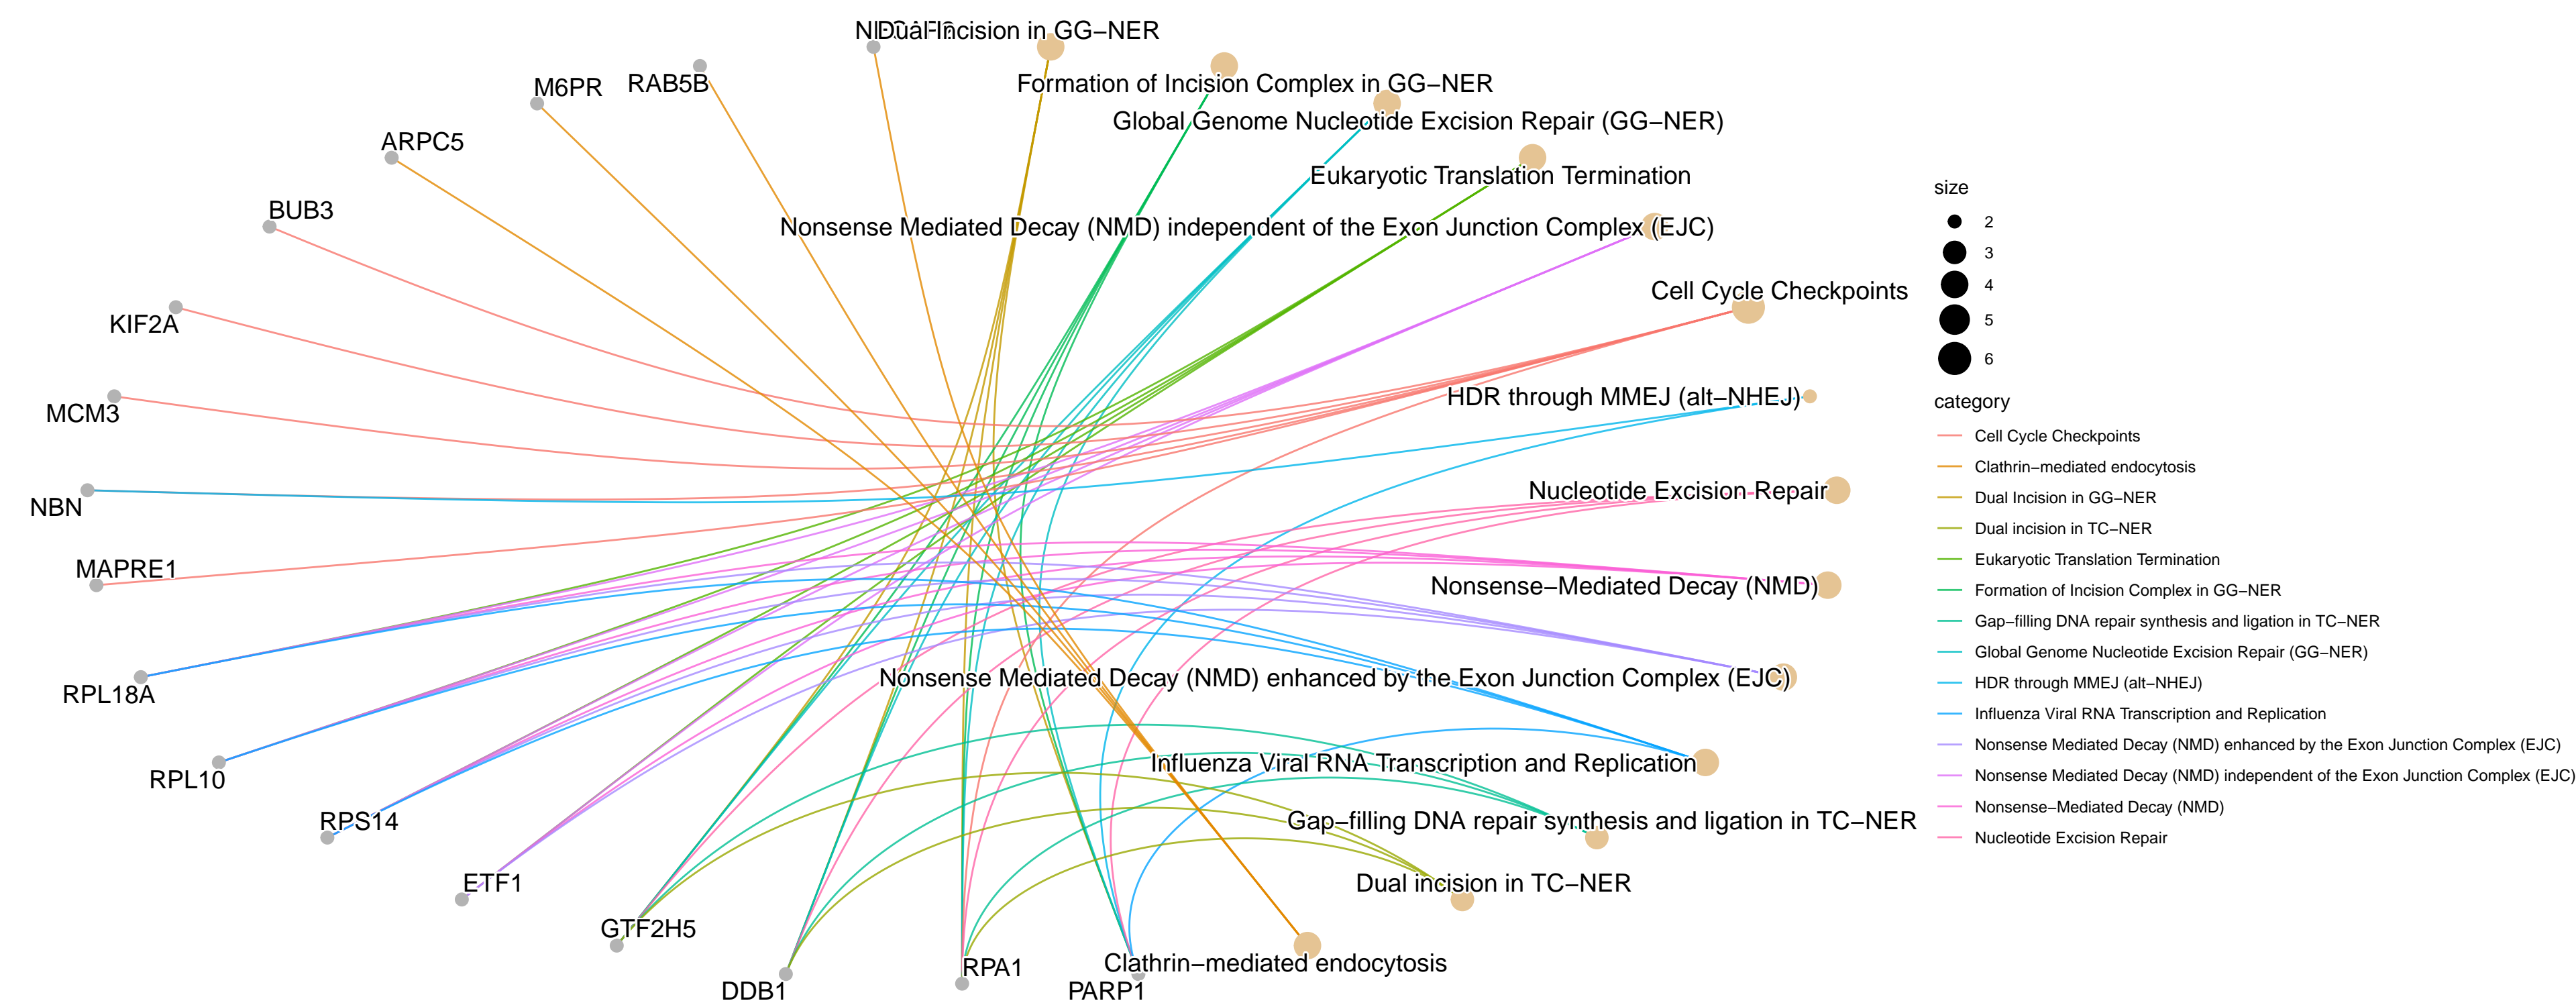 Dual Incision in GG−NER
M6PR
RAB5B
Formation of Incision Complex in GG−NER
Global Genome Nucleotide Excision Repair (GG−NER)
ARPC5
Eukaryotic Translation Termination
BUB3
Nonsense Mediated Decay (NMD) independent of the Exon Junction Complex (EJC)
Cell Cycle Checkpoints
KIF2A
HDR through MMEJ (alt−NHEJ)
MCM3
Nucleotide Excision Repair
NBN
MAPRE1
Nonsense−Mediated Decay (NMD)
Nonsense Mediated Decay (NMD) enhanced by the Exon Junction Complex (EJC)
RPL18A
Influenza Viral RNA Transcription and Replication
RPL10
RPS14
Gap−filling DNA repair synthesis and ligation in TC−NER
ETF1
Dual incision in TC−NER
GTF2H5
Clathrin−mediated endocytosis
RPA1
DDB1
PARP1
size
2
3
4
5
6
category
Cell Cycle Checkpoints
Clathrin−mediated endocytosis
Dual Incision in GG−NER
Dual incision in TC−NER
Eukaryotic Translation Termination
Formation of Incision Complex in GG−NER
Gap−filling DNA repair synthesis and ligation in TC−NER
Global Genome Nucleotide Excision Repair (GG−NER)
HDR through MMEJ (alt−NHEJ)
Influenza Viral RNA Transcription and Replication
Nonsense Mediated Decay (NMD) enhanced by the Exon Junction Complex (EJC)
Nonsense Mediated Decay (NMD) independent of the Exon Junction Complex (EJC)
Nonsense−Mediated Decay (NMD)
Nucleotide Excision Repair